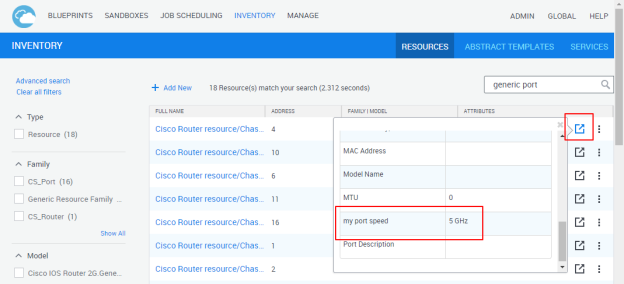 BLUEPRINTS SANDBOXES JOB SCHEDULING INVENTORY MANAGE ADMIN GLOBAL HELP
INVENTORY RESOURCES ABSTRACT TEMPLATES SERVICES
Advanced search
Clear all filters
+ Add New 18 Resource(s) match your search (2.312 seconds) generic port
Type
Resource (18)
Family
CS_Port (16)
Generic Resource Family ...
CS_Router (1)
Show All
Model
Cisco IOS Router 2G.Gene...
FULL NAME ADDRESS FAMILY | MODEL ATTRIBUTES
Cisco Router resource/Chas... 4
Cisco Router resource/Chas... 10
Cisco Router resource/Chas... 6
Cisco Router resource/Chas... 11
Cisco Router resource/Chas... 16
Cisco Router resource/Chas... 1
Cisco Router resource/Chas... 2
MAC Address
Model Name
MTU 0
my port speed 5 GHz
Port Description